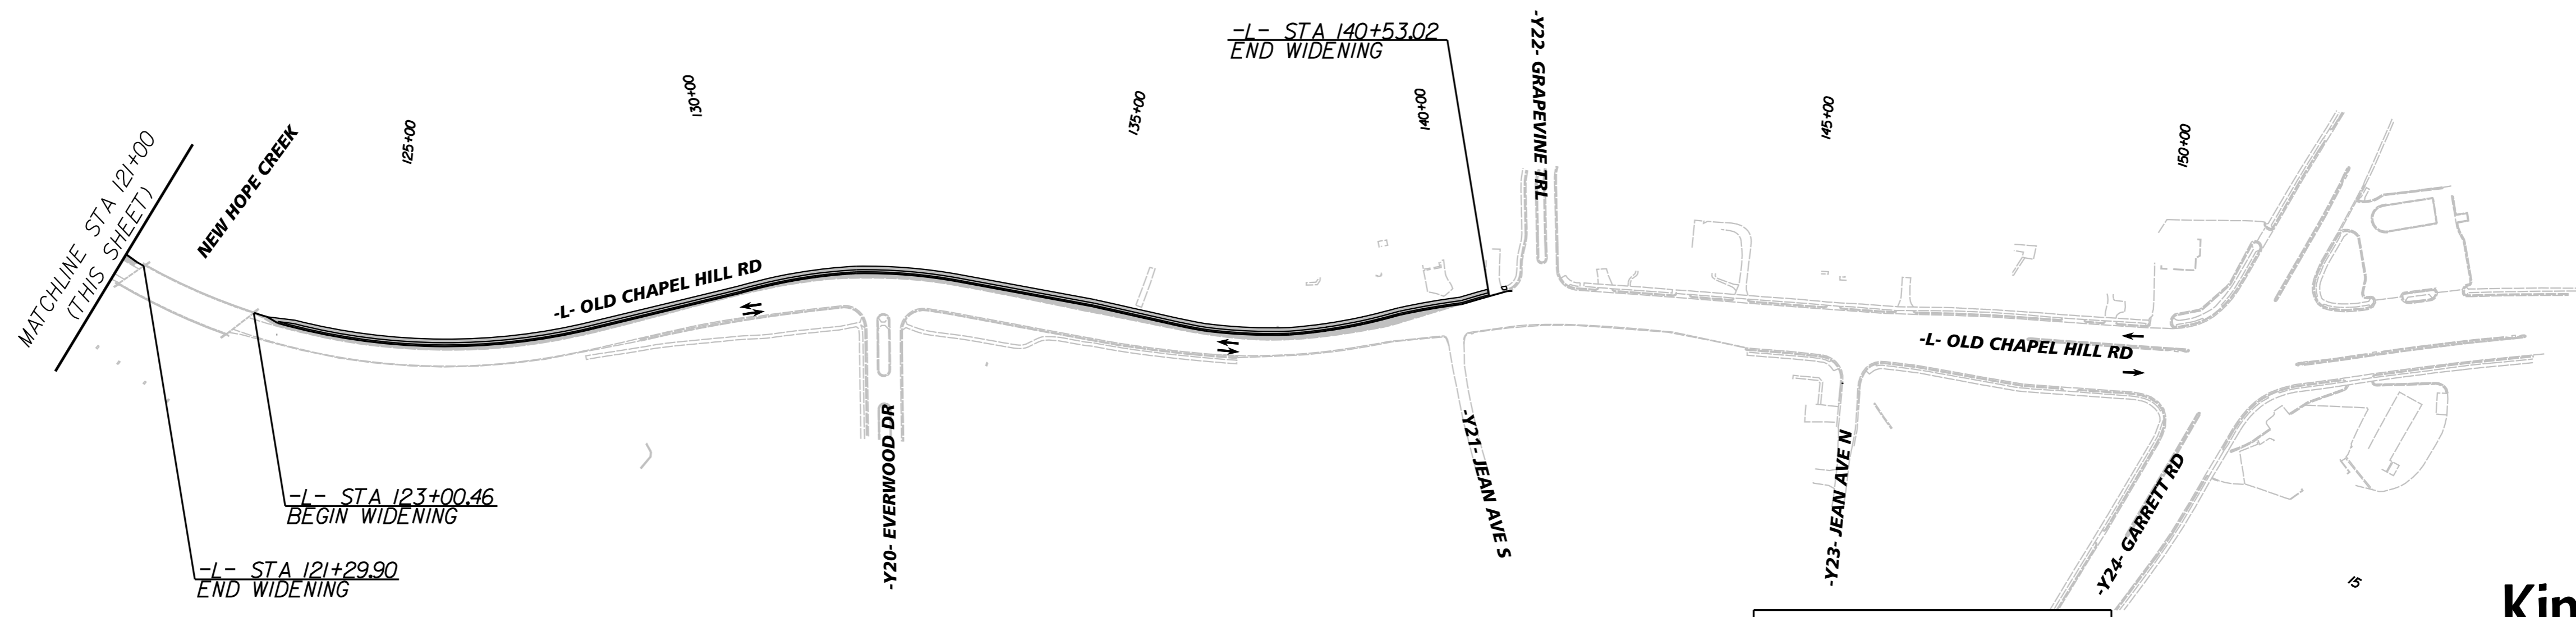 MATCHLINE STA 121+00
(THIS SHEET)
NEW HOPE CREEK
125+00
130+00
135+00
140+00
145+00
150+00
-L- STA 140+53.02
END WIDENING
-Y22- GRAPEVINE TRL
-L- OLD CHAPEL HILL RD
-L- OLD CHAPEL HILL RD
-L- STA 123+00.46
BEGIN WIDENING
-L- STA 121+29.90
END WIDENING
-Y20- EVERWOOD DR
-Y21- JEAN AVE S
-Y23- JEAN AVE N
-Y24- GARRETT RD
15